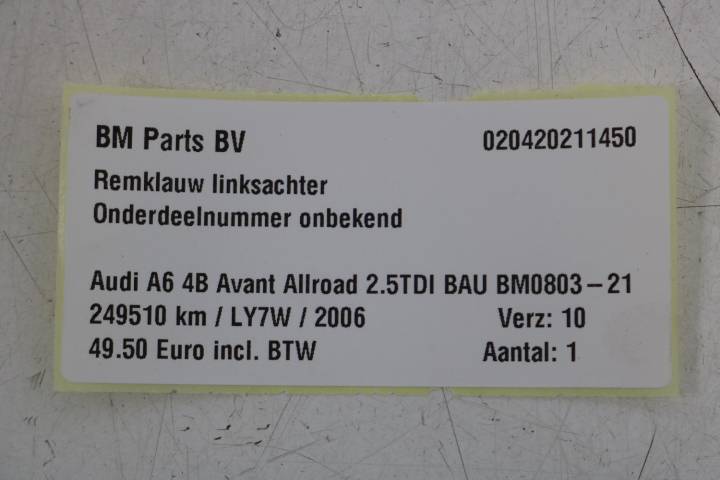 BM Parts BV 020420211450
Remklauw linksachter
Onderdeelnummer onbekend
Audi A6 4B Avant Allroad 2.5TDI BAU BM0803-21
249510 km / LY7W / 2006 Verz: 10
49.50 Euro incl. BTW Aantal: 1